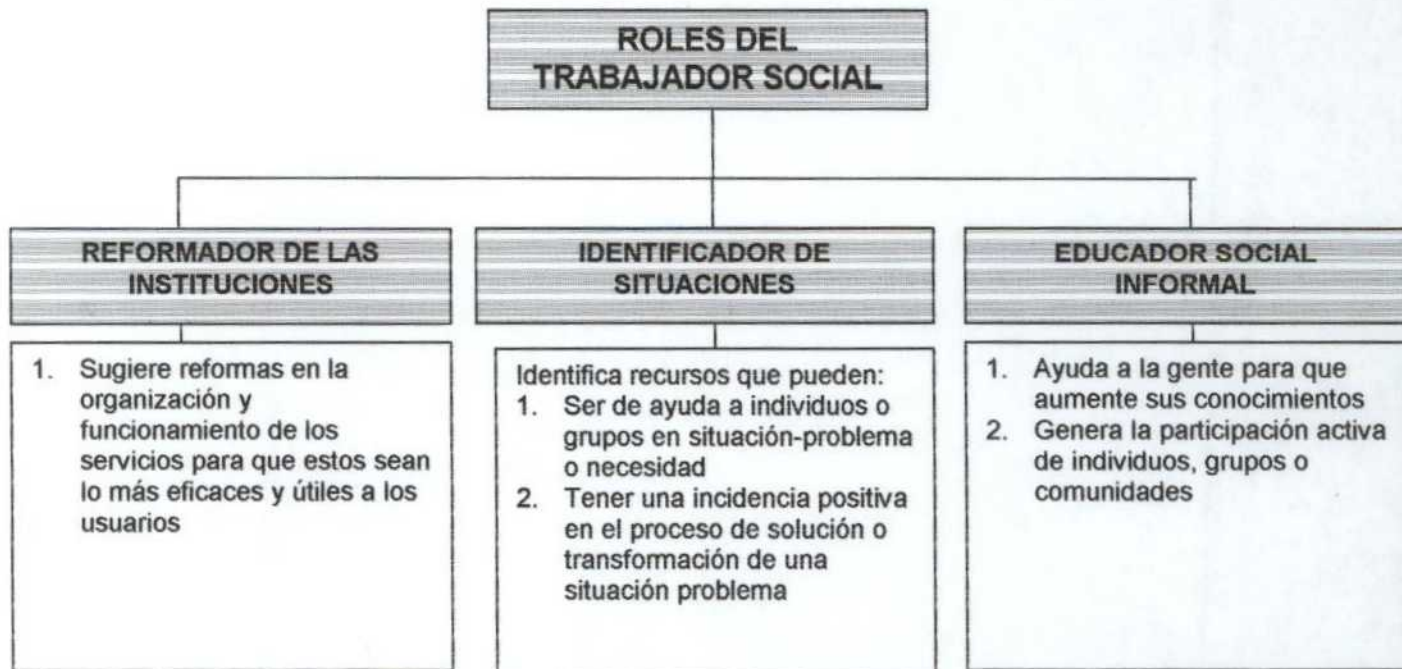 ROLES DEL
TRABAJADOR SOCIAL
REFORMADOR DE LAS
INSTITUCIONES
1. Sugiere reformas en la
organización y
funcionamiento de los
servicios para que estos sean
lo más eficaces y útiles a los
usuarios
IDENTIFICADOR DE
SITUACIONES
Identifica recursos que pueden:
1. Ser de ayuda a individuos o
grupos en situación-problema
o necesidad
2. Tener una incidencia positiva
en el proceso de solución o
transformación de una
situación problema
EDUCADOR SOCIAL
INFORMAL
1. Ayuda a la gente para que
aumente sus conocimientos
2. Genera la participación activa
de individuos, grupos o
comunidades